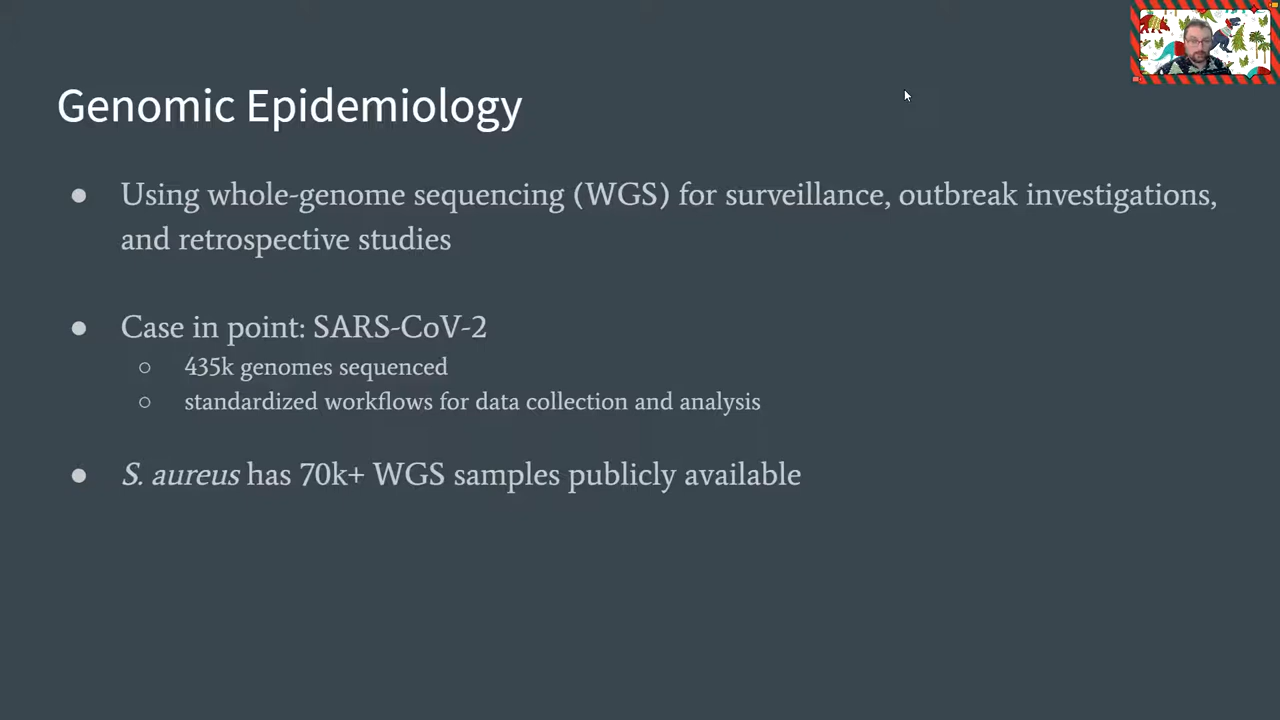 Genomic Epidemiology
● Using whole-genome sequencing (WGS) for surveillance, outbreak investigations,
and retrospective studies
● Case in point: SARS-CoV-2
○ 435k genomes sequenced
○ standardized workflows for data collection and analysis
● S. aureus has 70k+ WGS samples publicly available